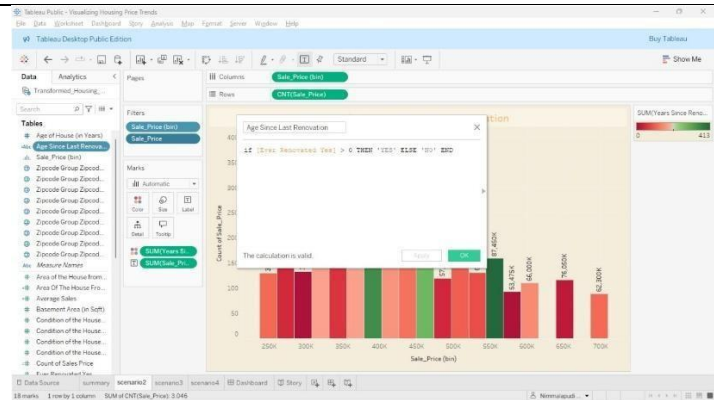 Tableau Public - Visualizing Housing Price Trends
File Data Worksheet Dashboard Story Analysis Map Format Server Window Help
Tableau Desktop Public Edition
Buy Tableau
Standard
Show Me
Data Analytics
Pages
Columns
Sale_Price (bin)
Rows
CNT(Sale_Price)
Transformed_Housing_...
Search
Filters
Sale_Price (bin)
Sale_Price
Tables
Age of House (in Years)
Age Since Last Renova...
Sale_Price (bin)
Zipcode Group Zipcod...
Zipcode Group Zipcod...
Zipcode Group Zipcod...
Zipcode Group Zipcod...
Zipcode Group Zipcod...
Zipcode Group Zipcod...
Zipcode Group Zipcod...
Zipcode Group Zipcod...
Measure Names
Area of the House from...
Area Of The House Fro...
Average Sales
Basement Area (in Sqft)
Condition of the House...
Condition of the House...
Condition of the House...
Condition of the House...
Count of Sales Price
Ever Renovated Yes
Marks
Automatic
Color Size Label
Detail Tooltip
SUM(Years Si...
SUM(Sale_Pri...
Age Since Last Renovation
if [Ever Renovated Yes] > 0 THEN 'YES' ELSE 'NO' END
The calculation is valid.
Apply OK
SUM(Years Since Reno...
0 413
Count of Sale_Price
100
50
0
87,460K
53,475K
66,000K
76,050K
62,300K
250K 300K 350K 400K 450K 500K 550K 600K 650K 700K
Sale_Price (bin)
Data Source summary scenario2 scenario3 scenario4 Dashboard Story
18 marks 1 row by 1 column SUM of CNT(Sale_Price): 3,046